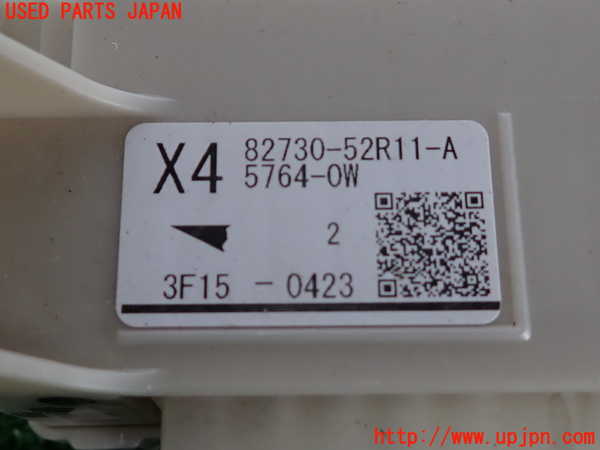 USED PARTS JAPAN
X4 82730-52R11-A
5764-0W
2
3F15 - 0423
http://www.upjpn.com/